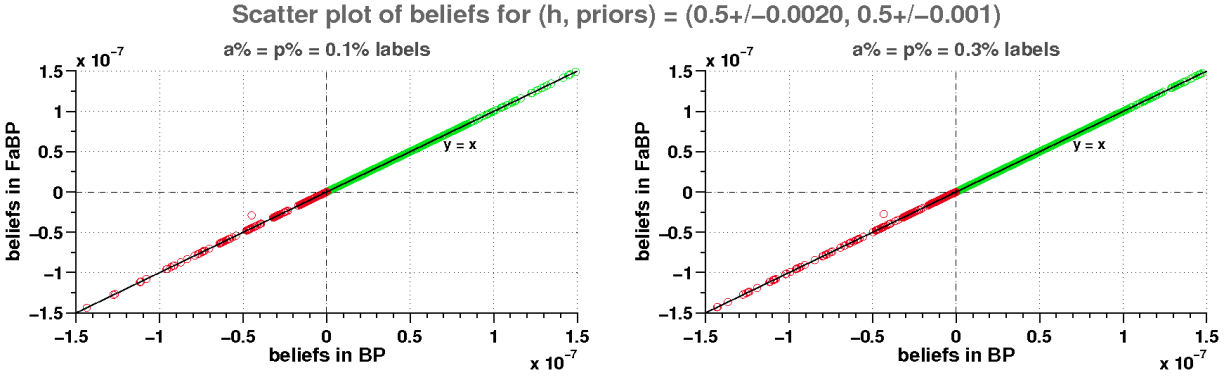 Scatter plot of beliefs for (h, priors) = (0.5+/−0.0020, 0.5+/−0.001)
a% = p% = 0.1% labels
x 10⁻⁷
1.5
1
0.5
0
−0.5
−1
−1.5
beliefs in FaBP
y = x
−1.5 −1 −0.5 0 0.5 1 1.5
beliefs in BP
x 10⁻⁷
a% = p% = 0.3% labels
x 10⁻⁷
1.5
1
0.5
0
−0.5
−1
−1.5
beliefs in FaBP
y = x
−1.5 −1 −0.5 0 0.5 1 1.5
beliefs in BP
x 10⁻⁷